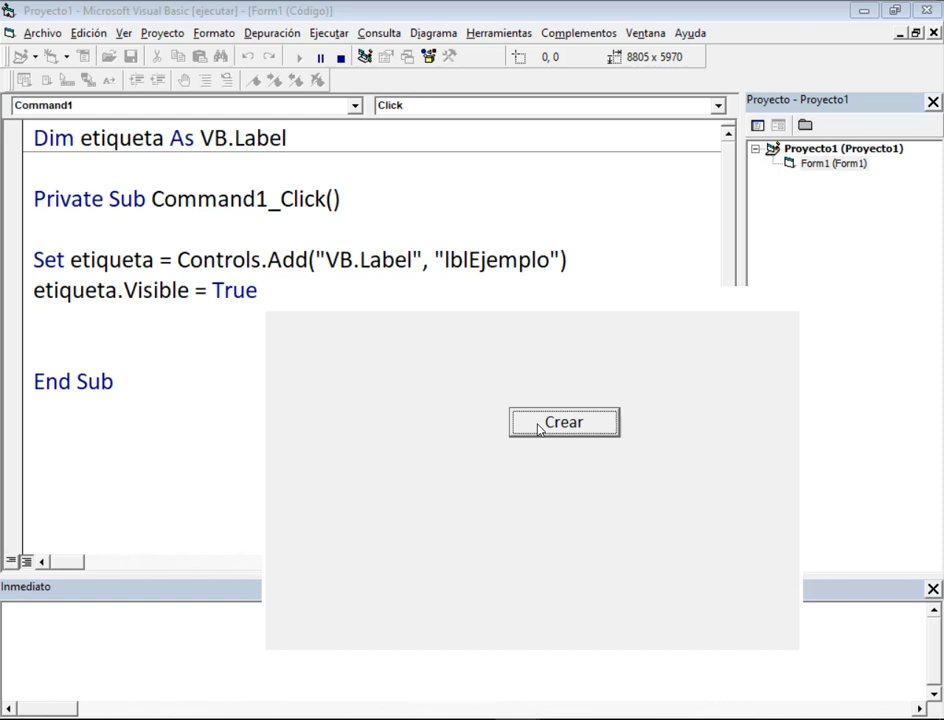 Proyecto1 - Microsoft Visual Basic [ejecutar] - [Form1 (Código)]
Archivo Edición Ver Proyecto Formato Depuración Ejecutar Consulta Diagrama Herramientas Complementos Ventana Ayuda
0, 0 8805 x 5970
Command1 Click
Proyecto - Proyecto1
Proyecto1 (Proyecto1)
Form1 (Form1)
Dim etiqueta As VB.Label
Private Sub Command1_Click()
Set etiqueta = Controls.Add("VB.Label", "lblEjemplo")
etiqueta.Visible = True
End Sub
Crear
Inmediato